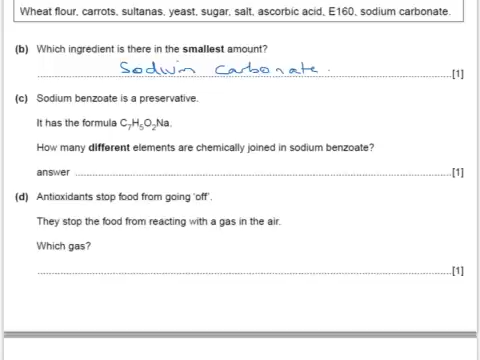 Wheat flour, carrots, sultanas, yeast, sugar, salt, ascorbic acid, E160, sodium carbonate.
(b) Which ingredient is there in the smallest amount?
Sodium carbonate. [1]
(c) Sodium benzoate is a preservative.
It has the formula C₇H₅O₂Na.
How many different elements are chemically joined in sodium benzoate?
answer [1]
(d) Antioxidants stop food from going ‘off’.
They stop the food from reacting with a gas in the air.
Which gas?
[1]